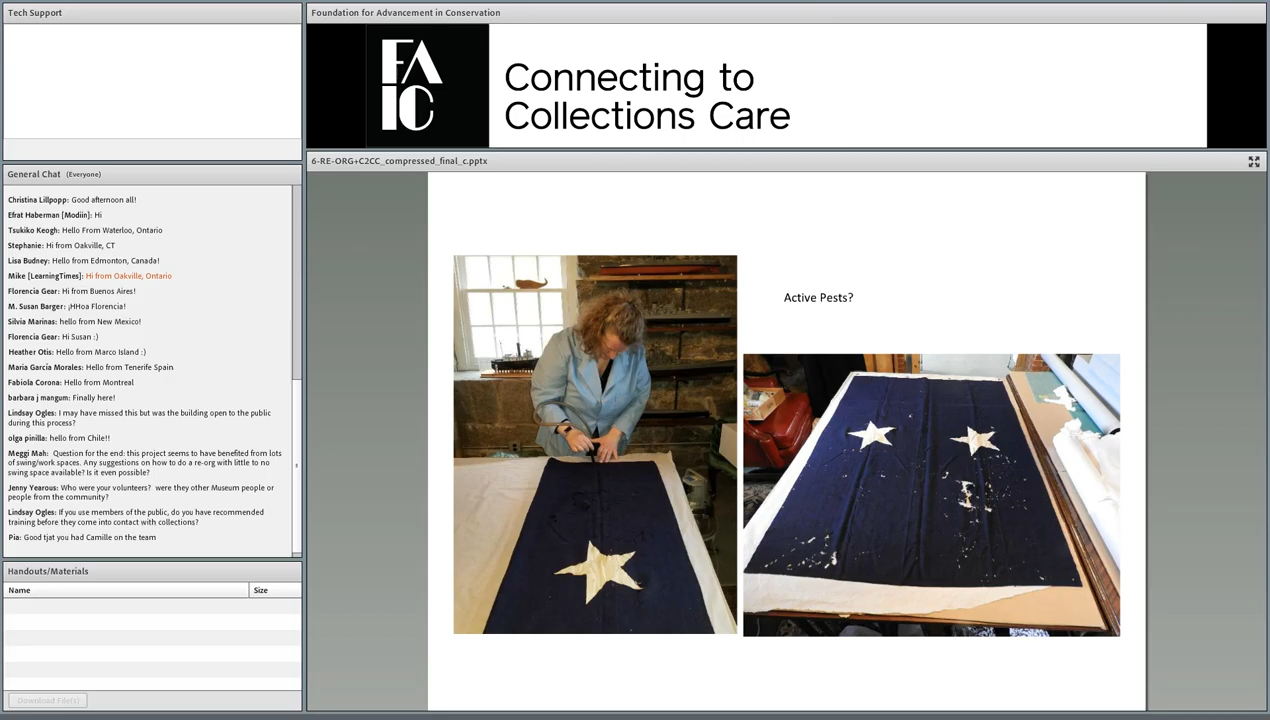 Tech Support
General Chat (Everyone)
Christina Lillpopp: Good afternoon all!
Efrat Haberman [Modiin]: Hi
Tsukiko Keogh: Hello From Waterloo, Ontario
Stephanie: Hi from Oakville, CT
Lisa Budney: Hello from Edmonton, Canada!
Mike [LearningTimes]: Hi from Oakville, Ontario
Florencia Gear: Hi from Buenos Aires!
M. Susan Barger: ¡HHoa Florencia!
Silvia Marinas: hello from New Mexico!
Florencia Gear: Hi Susan :)
Heather Otis: Hello from Marco Island :)
Maria García Morales: Hello from Tenerife Spain
Fabiola Corona: Hello from Montreal
barbara j mangum: Finally here!
Lindsay Ogles: I may have missed this but was the building open to the public
during this process?
olga pinilla: hello from Chile!!
Meggi Mah: Question for the end: this project seems to have benefited from lots
of swing/work spaces. Any suggestions on how to do a re-org with little to no
swing space available? Is it even possible?
Jenny Yearous: Who were your volunteers? were they other Museum people or
people from the community?
Lindsay Ogles: If you use members of the public, do you have recommended
training before they come into contact with collections?
Pia: Good tjat you had Camille on the team
Handouts/Materials
Name Size
Download File(s)
Foundation for Advancement in Conservation
FAIC
Connecting to
Collections Care
6-RE-ORG+C2CC_compressed_final_c.pptx
Active Pests?